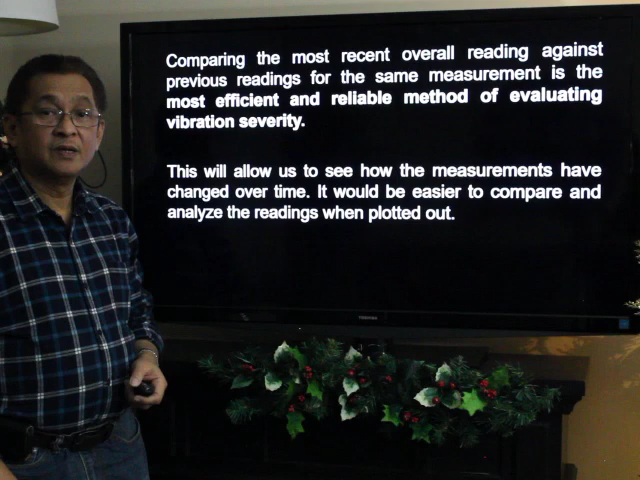 Comparing the most recent overall reading against
previous readings for the same measurement is the
most efficient and reliable method of evaluating
vibration severity.
This will allow us to see how the measurements have
changed over time. It would be easier to compare and
analyze the readings when plotted out.
TOSHIBA